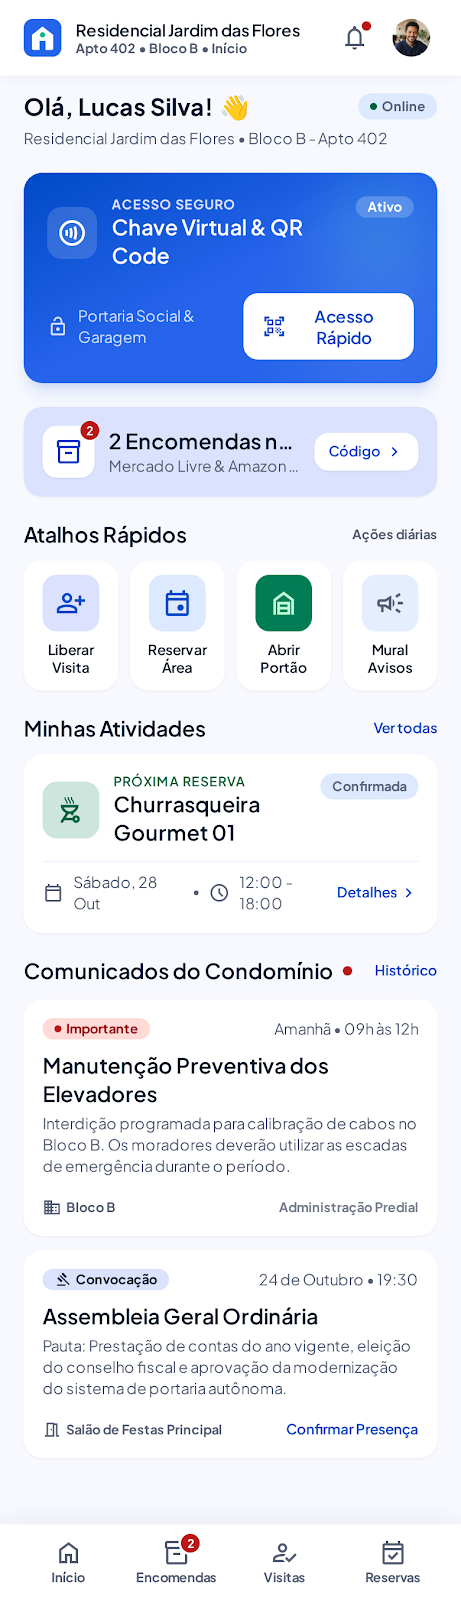 Residencial Jardim das Flores
Apto 402 • Bloco B • Início
Olá, Lucas Silva! 👋
Online
Residencial Jardim das Flores • Bloco B - Apto 402
ACESSO SEGURO
Ativo
Chave Virtual & QR
Code
Portaria Social &
Garagem
Acesso
Rápido
2
2 Encomendas n...
Mercado Livre & Amazon ...
Código
Atalhos Rápidos
Ações diárias
Liberar
Visita
Reservar
Área
Abrir
Portão
Mural
Avisos
Minhas Atividades
Ver todas
PRÓXIMA RESERVA
Confirmada
Churrasqueira
Gourmet 01
Sábado, 28
Out
•
12:00 -
18:00
Detalhes
Comunicados do Condomínio
Histórico
Importante
Amanhã • 09h às 12h
Manutenção Preventiva dos
Elevadores
Interdição programada para calibração de cabos no
Bloco B. Os moradores deverão utilizar as escadas
de emergência durante o período.
Bloco B
Administração Predial
Convocação
24 de Outubro • 19:30
Assembleia Geral Ordinária
Pauta: Prestação de contas do ano vigente, eleição
do conselho fiscal e aprovação da modernização
do sistema de portaria autônoma.
Salão de Festas Principal
Confirmar Presença
2
Início
Encomendas
Visitas
Reservas